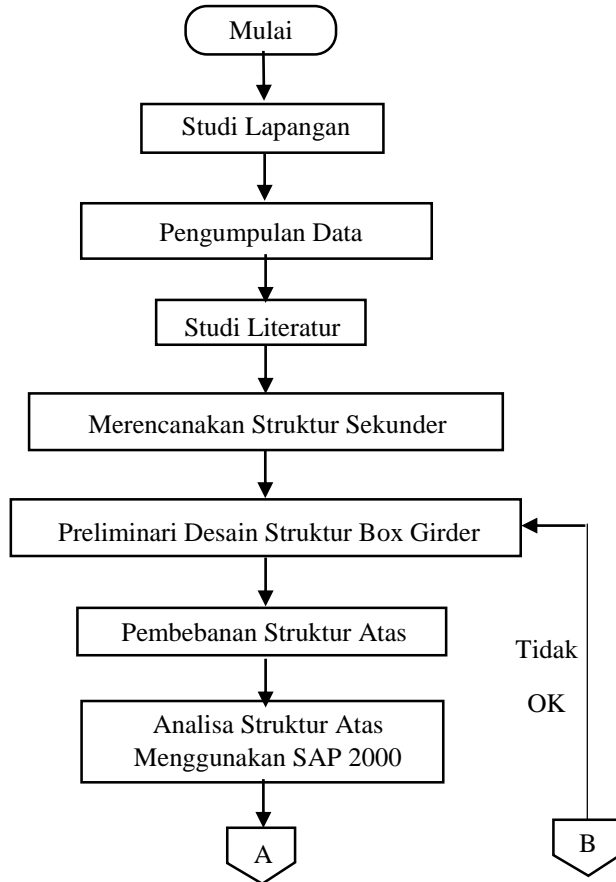 Mulai
Studi Lapangan
Pengumpulan Data
Studi Literatur
Merencanakan Struktur Sekunder
Preliminari Desain Struktur Box Girder
Pembebanan Struktur Atas
Tidak
OK
Analisa Struktur Atas
Menggunakan SAP 2000
A
B